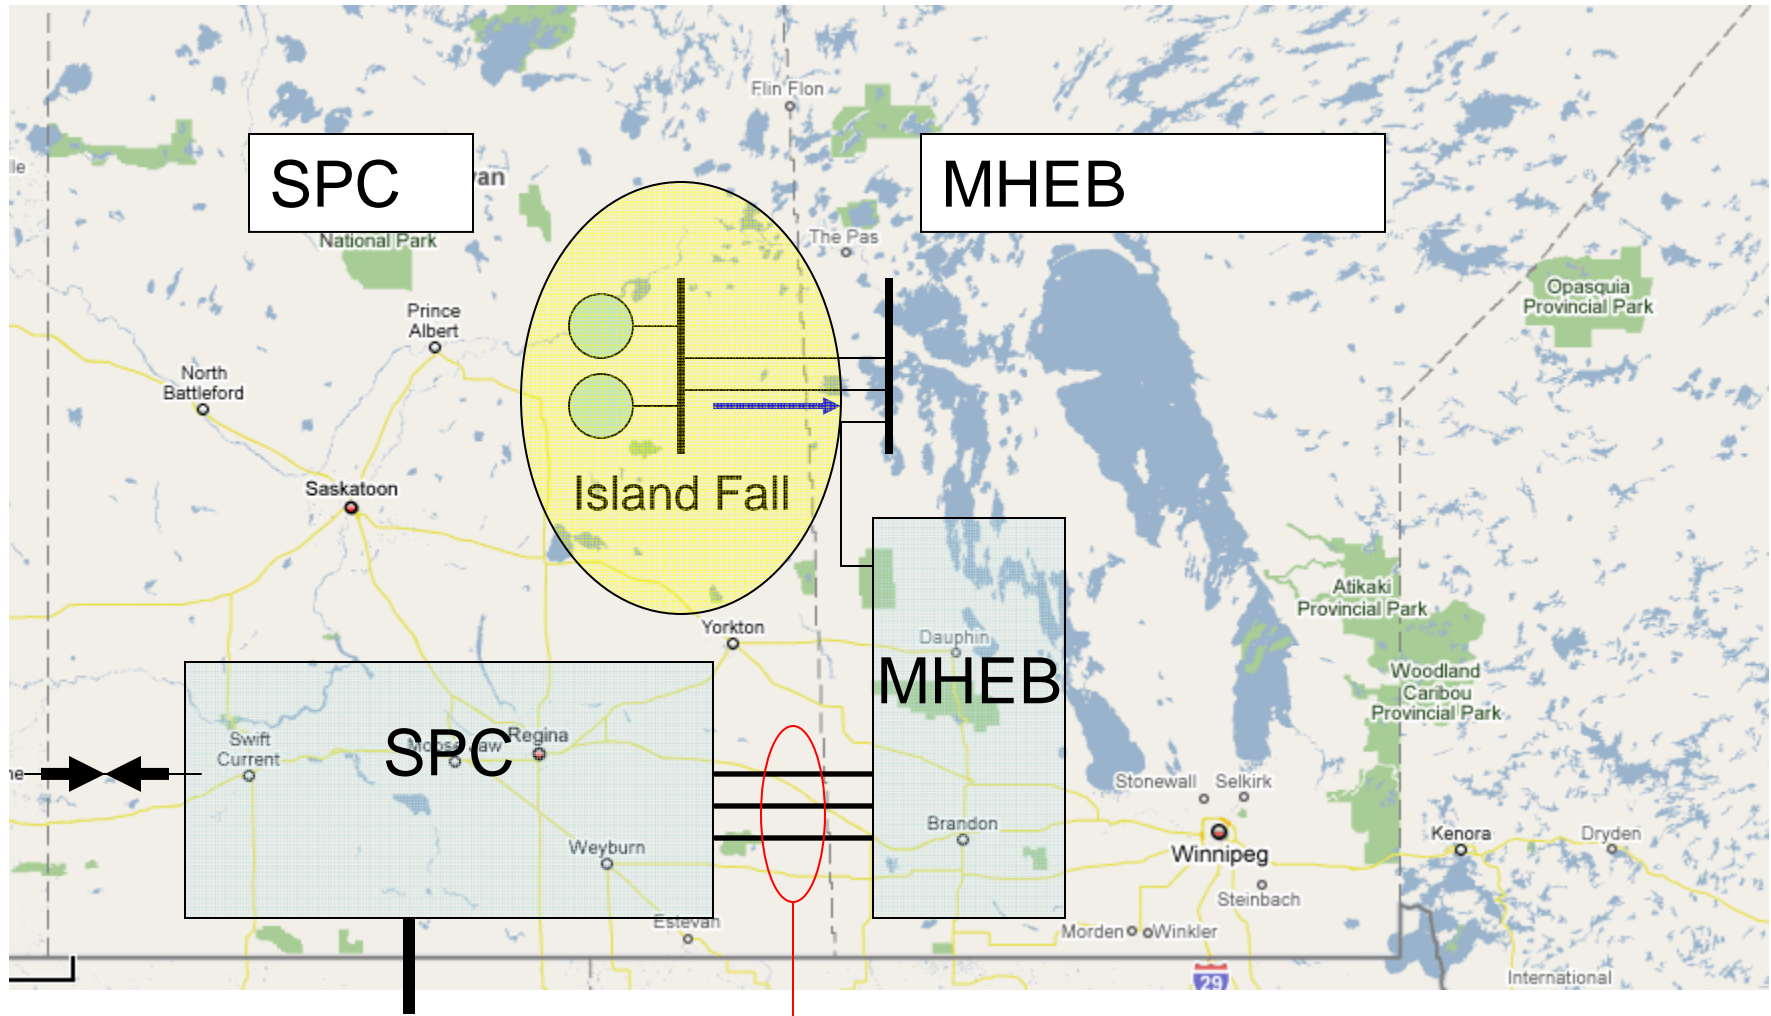 Flin Flon
le
SPC
van
MHEB
National Park
The Pas
Opasquia
Provincial Park
Prince
Albert
North
Battleford
Saskatoon
Island Fall
Atikaki
Provincial Park
Yorkton
Dauphin
MHEB
Woodland
Caribou
Provincial Park
Swift
Current
SPC
Regina
Stonewall
Selkirk
Brandon
Weyburn
Winnipeg
Kenora
Dryden
Steinbach
Estevan
Morden
Winkler
International
29